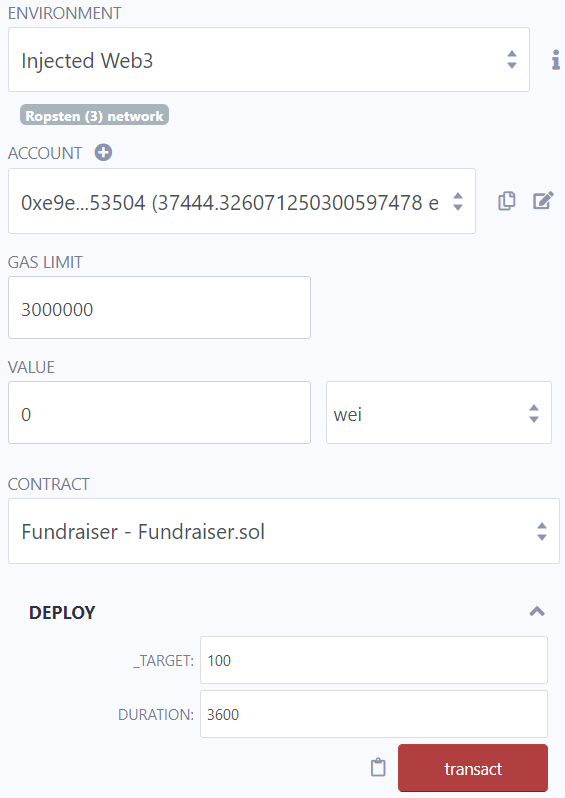 ENVIRONMENT
Injected Web3
Ropsten (3) network
ACCOUNT
0xe9e...53504 (37444.326071250300597478 e
GAS LIMIT
3000000
VALUE
0 wei
CONTRACT
Fundraiser - Fundraiser.sol
DEPLOY
_TARGET: 100
DURATION: 3600
transact